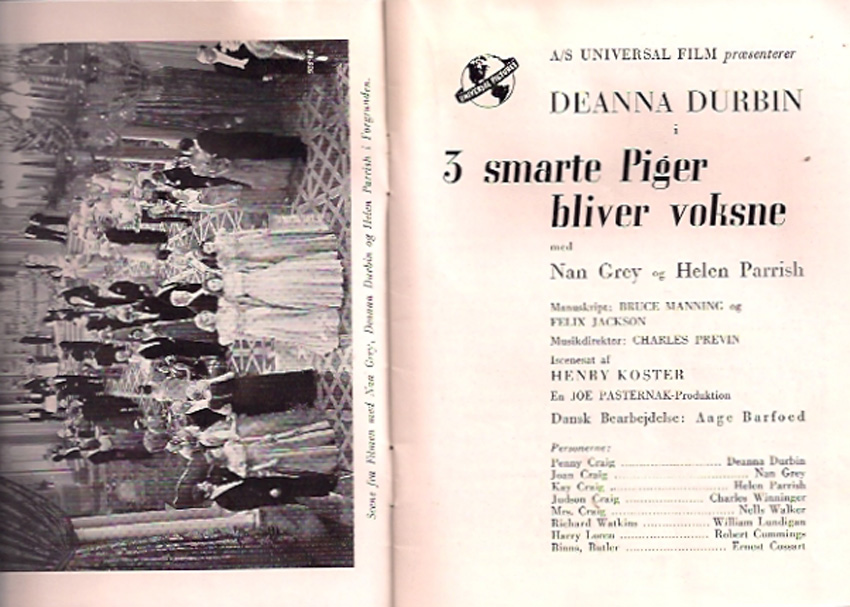 Scene fra Filmen med Nan Grey, Deanna Durbin og Helen Parrish i Forgrunden.
UNIVERSAL PICTURES
A/S UNIVERSAL FILM præsenterer
DEANNA DURBIN
i
3 smarte Piger
bliver voksne
med
Nan Grey og Helen Parrish
Manuskript: BRUCE MANNING og
FELIX JACKSON
Musikdirektør: CHARLES PREVIN
Iscenesat af
HENRY KOSTER
En JOE PASTERNAK-Produktion
Dansk Bearbejdelse: Aage Barfoed
Personerne:
Penny Craig ........................ Deanna Durbin
Joan Craig ........................ Nan Grey
Kay Craig ........................ Helen Parrish
Judson Craig ........................ Charles Winninger
Mrs. Craig ........................ Nells Walker
Richard Watkins ........................ William Lundigan
Harry Loren ........................ Robert Cummings
Binns, Butler ........................ Ernest Cossart